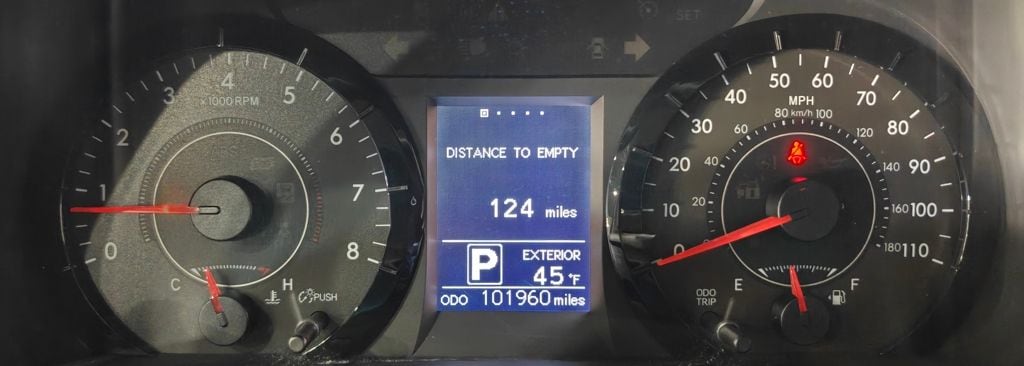 SET
0
1
2
3
4
5
6
7
8
x1000RPM
C
H
PUSH
DISTANCE TO EMPTY
124 miles
P
EXTERIOR
45°F
ODO 101960 miles
0
10
20
30
40
50
60
70
80
90
100
110
MPH
80 km/h 100
20
40
60
120
140
160
180
ODO
TRIP
E
F